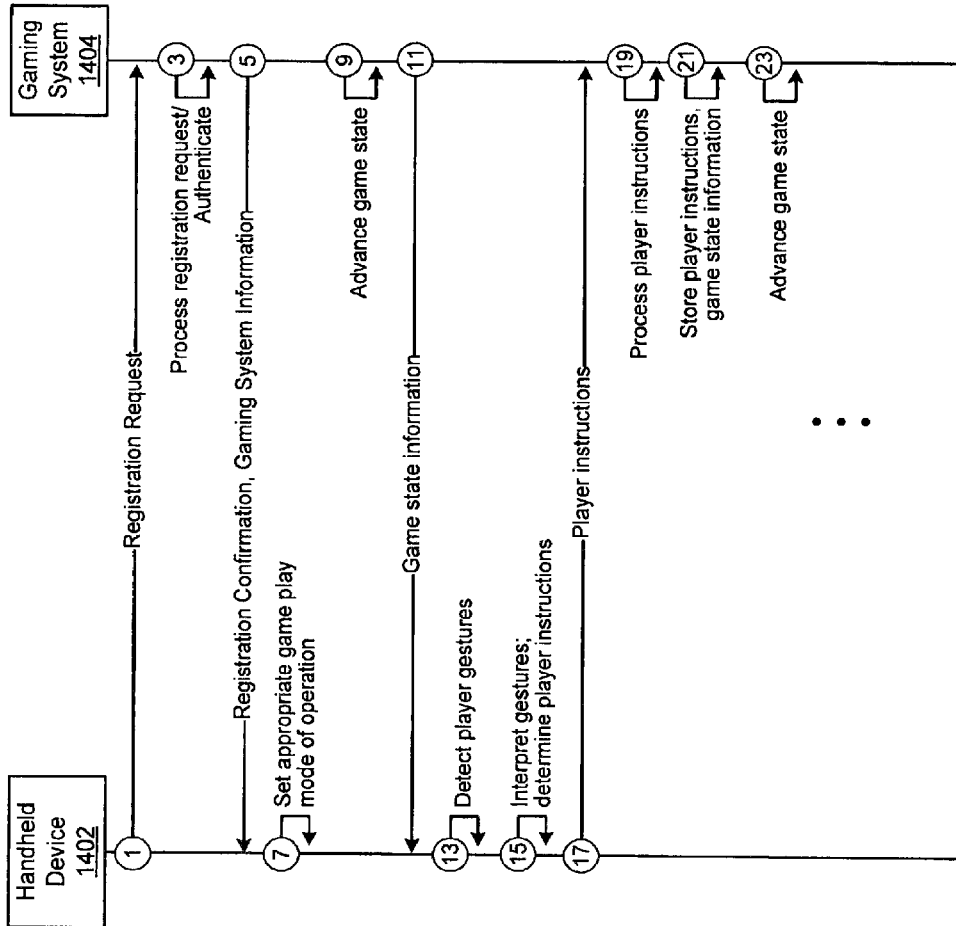 Handheld
Device
1402
Gaming
System
1404
1
Registration Request
3
Process registration request/
Authenticate
5
Registration Confirmation, Gaming System Information
7
Set appropriate game play
mode of operation
9
Advance game state
11
Game state information
13
Detect player gestures
15
Interpret gestures;
determine player instructions
17
Player instructions
19
Process player instructions
21
Store player instructions,
game state information
23
Advance game state